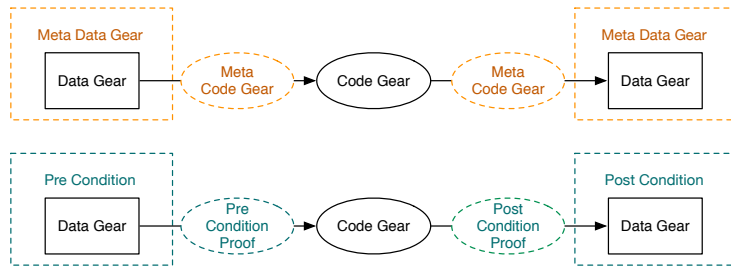 Meta Data Gear
Data Gear
Meta
Code Gear
Code Gear
Meta
Code Gear
Meta Data Gear
Data Gear
Pre Condition
Data Gear
Pre
Condition
Proof
Code Gear
Post
Condition
Proof
Post Condition
Data Gear